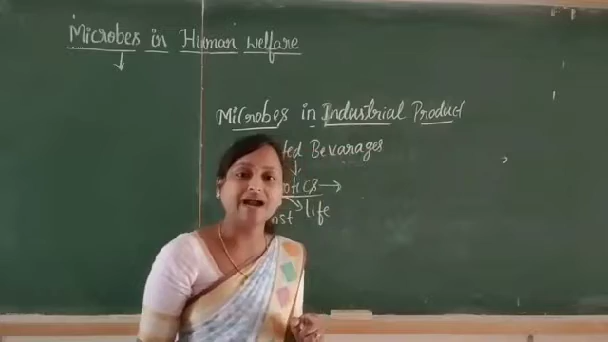 Microbes in Human welfare
Microbes in Industrial Product
Bevarages
life